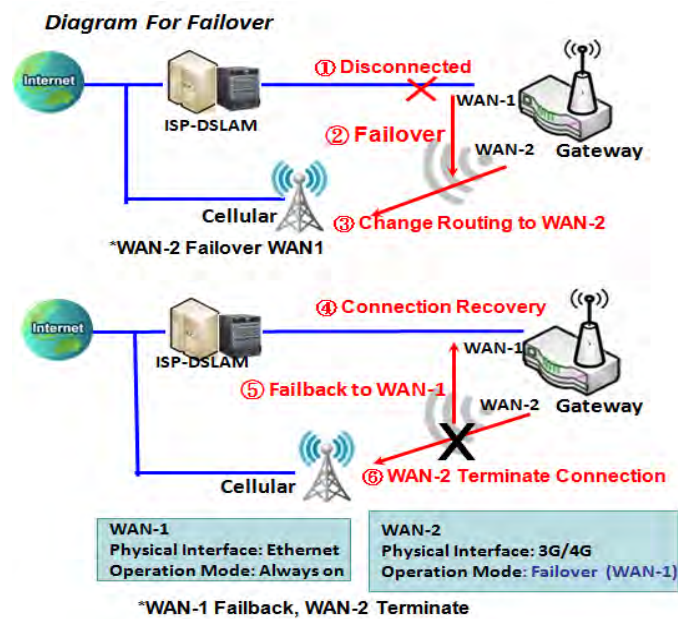 Diagram For Failover
① Disconnected
Internet
WAN-1
ISP-DSLAM
② Failover
WAN-2
Gateway
Cellular
③ Change Routing to WAN-2
*WAN-2 Failover WAN1
④ Connection Recovery
Internet
WAN-1
ISP-DSLAM
⑤ Failback to WAN-1
WAN-2
Gateway
Cellular
⑥ WAN-2 Terminate Connection
WAN-1
Physical Interface: Ethernet
Operation Mode: Always on
WAN-2
Physical Interface: 3G/4G
Operation Mode: Failover (WAN-1)
*WAN-1 Failback, WAN-2 Terminate